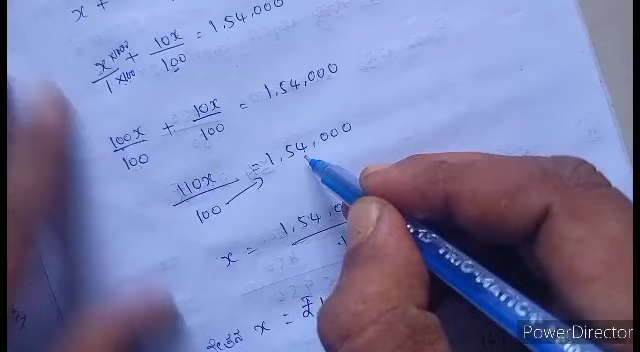 x +
x×100/1×100 + 10x/100 = 1,54,000
100x/100 + 10x/100 = 1,54,000
110x/100 = 1,54,000
x = 1,54,0
x = ₹1
PowerDirector